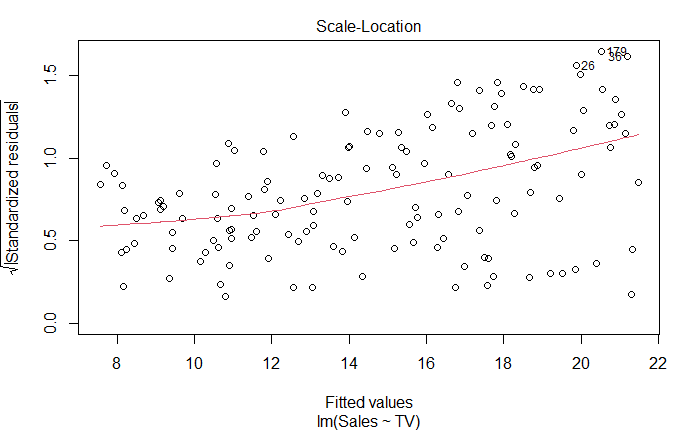 Scale-Location
√|Standardized residuals|
1.5
1.0
0.5
0.0
179
36
26
8 10 12 14 16 18 20 22
Fitted values
lm(Sales ~ TV)